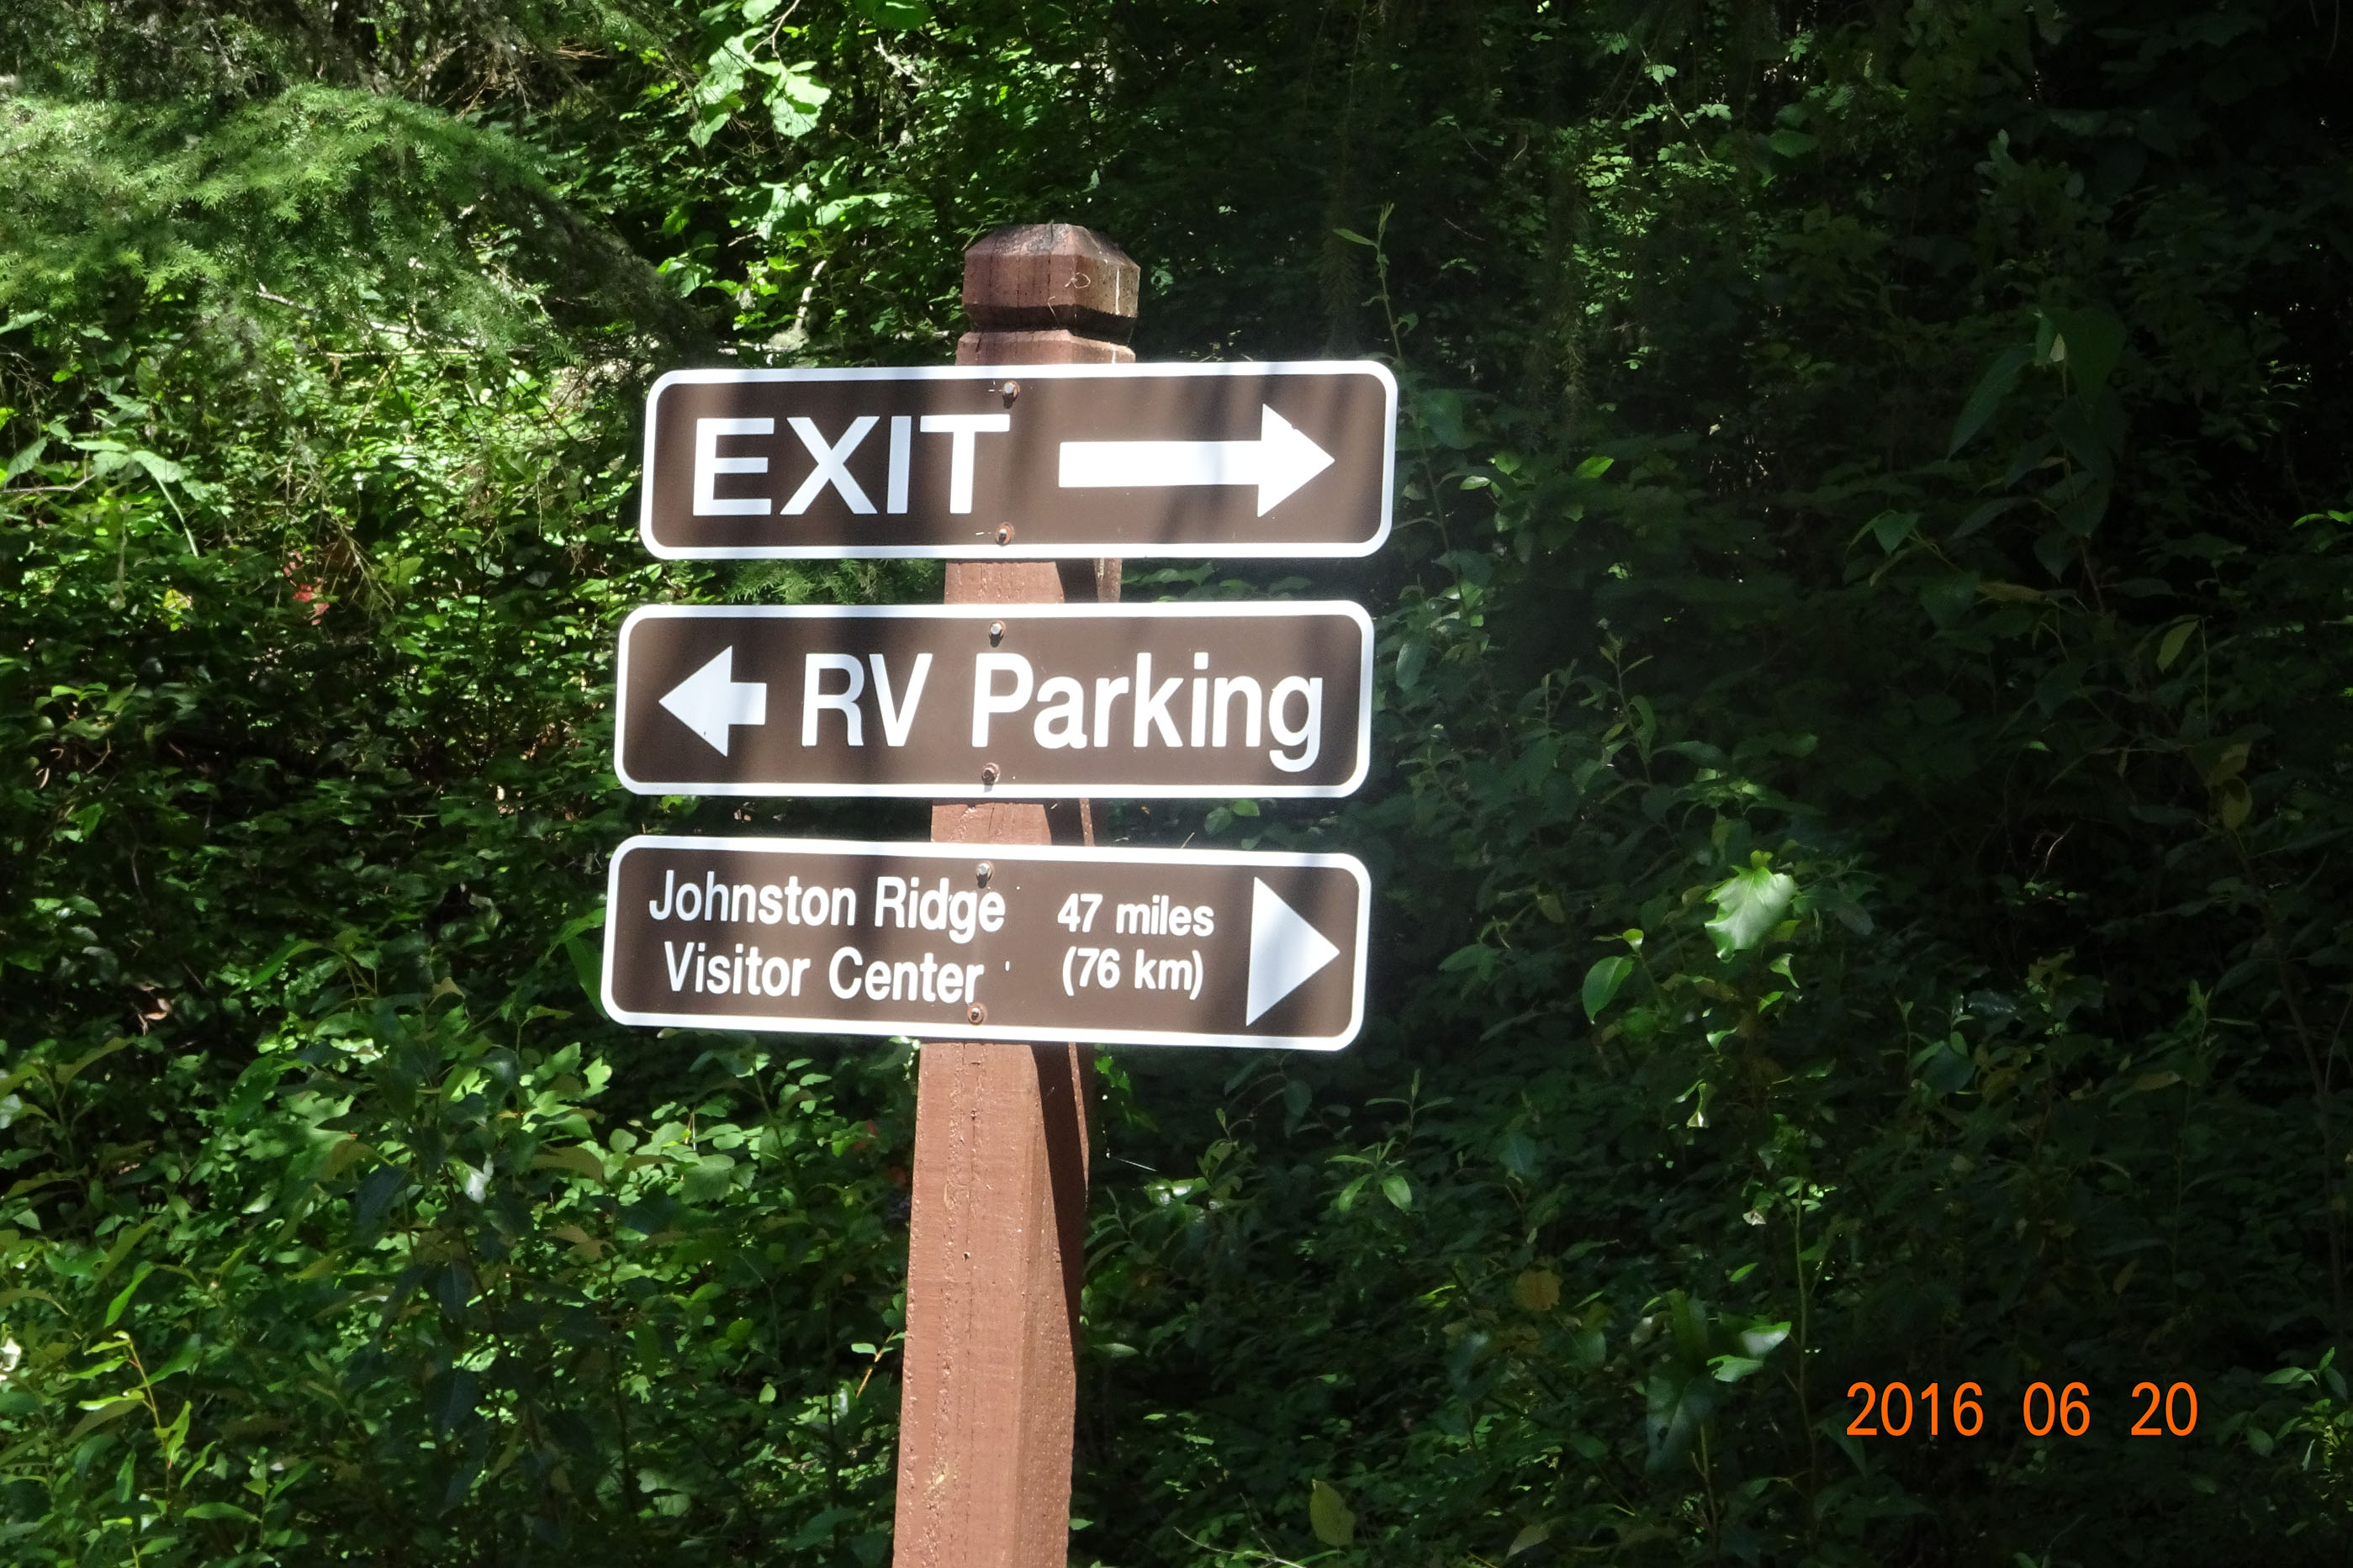 EXIT
RV Parking
Johnston Ridge 47 miles
Visitor Center (76 km)
2016 06 20